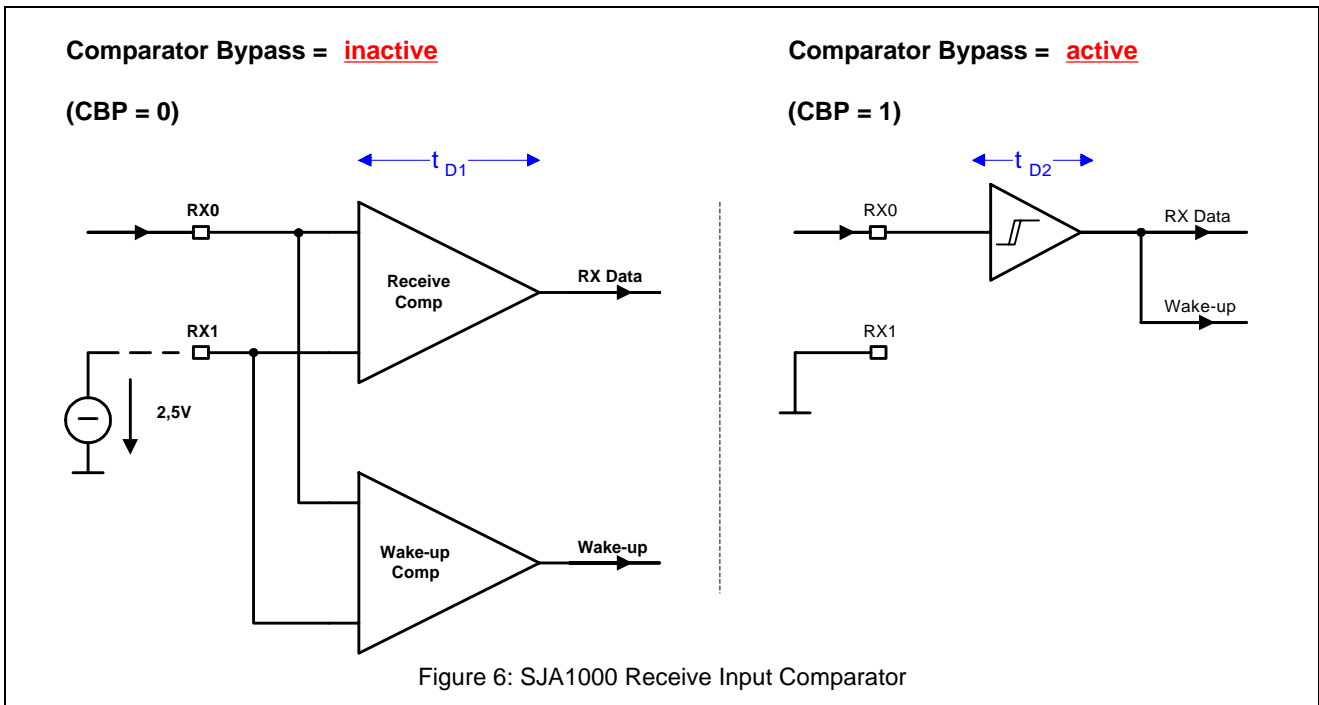 Comparator Bypass = inactive
(CBP = 0)
t D1
RX0
Receive
Comp
RX Data
RX1
2,5V
Wake-up
Comp
Wake-up
Comparator Bypass = active
(CBP = 1)
t D2
RX0
RX Data
Wake-up
RX1
Figure 6: SJA1000 Receive Input Comparator